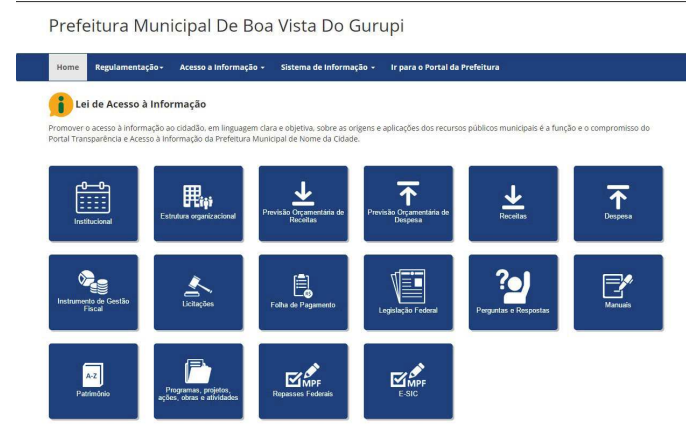 Prefeitura Municipal De Boa Vista Do Gurupi
Home Regulamentação Acesso a Informação Sistema de Informação Ir para o Portal da Prefeitura
Lei de Acesso à Informação
Promover o acesso à informação ao cidadão, em linguagem clara e objetiva, sobre as origens e aplicações dos recursos públicos municipais é a função e o compromisso do
Portal Transparência e Acesso à Informação da Prefeitura Municipal de Nome da Cidade.
Institucional
Estrutura organizacional
Previsão Orçamentária de
Receitas
Previsão Orçamentária de
Despesa
Receitas
Despesa
Instrumento de Gestão
Fiscal
Licitações
Folha de Pagamento
Legislação Federal
?
Perguntas e Respostas
Manuais
A-Z
Patrimônio
Programas, projetos,
ações, obras e atividades
MPF
Repasses Federais
MPF
E-SIC